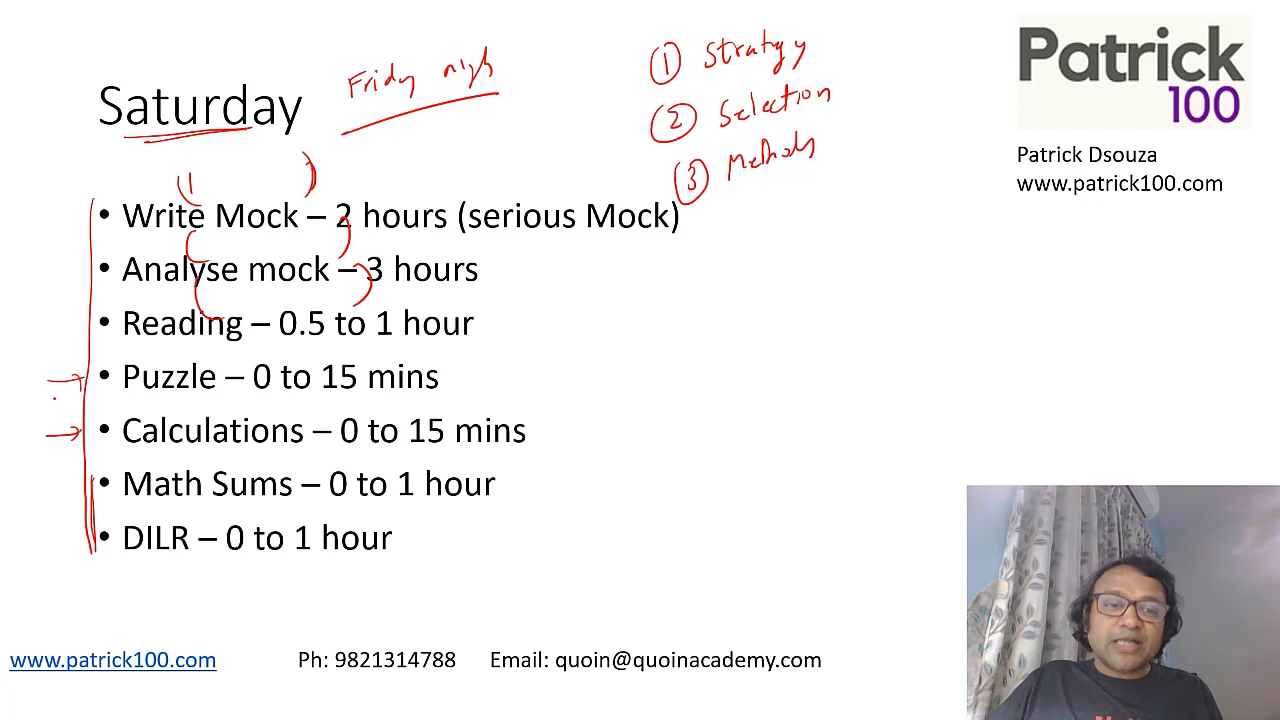 Saturday
Friday nigh
① Stratgy
② Selection
③ Methods
Patrick
100
Patrick Dsouza
www.patrick100.com
• Write Mock – 2 hours (serious Mock)
• Analyse mock – 3 hours
• Reading – 0.5 to 1 hour
• Puzzle – 0 to 15 mins
• Calculations – 0 to 15 mins
• Math Sums – 0 to 1 hour
• DILR – 0 to 1 hour
www.patrick100.com Ph: 9821314788 Email: quoin@quoinacademy.com